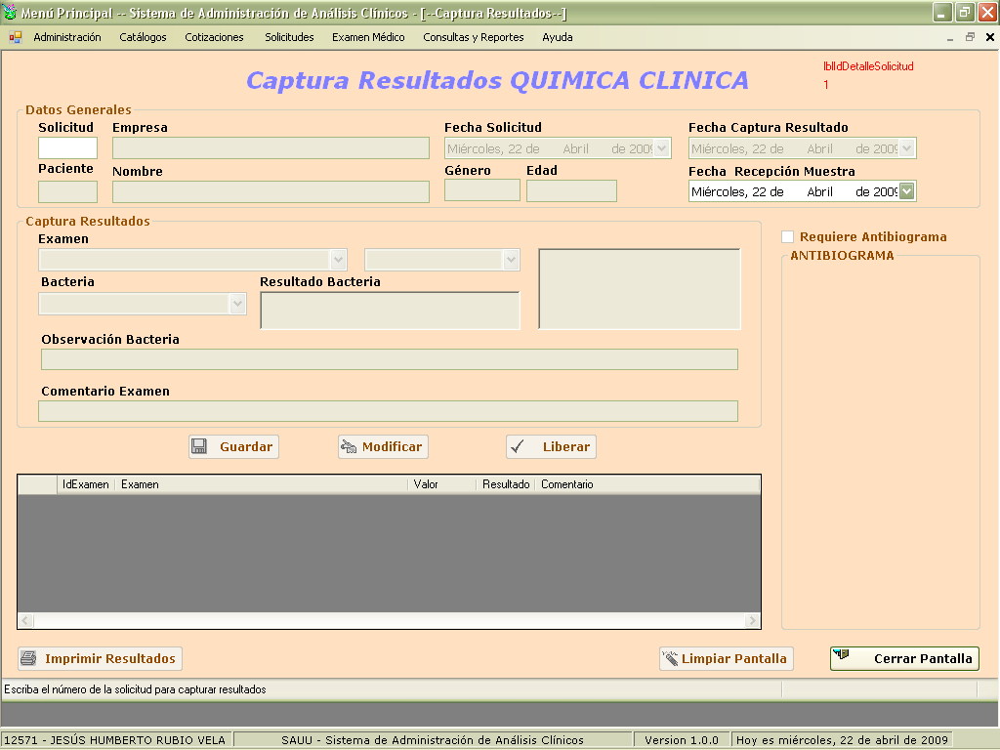 Menú Principal -- Sistema de Administración de Análisis Clínicos - [--Captura Resultados--]
Administración Catálogos Cotizaciones Solicitudes Examen Médico Consultas y Reportes Ayuda
Captura Resultados QUIMICA CLINICA
lblIdDetalleSolicitud
1
Datos Generales
Solicitud Empresa Fecha Solicitud Fecha Captura Resultado
Miércoles, 22 de Abril de 2009 Miércoles, 22 de Abril de 2009
Paciente Nombre Género Edad Fecha Recepción Muestra
Miércoles, 22 de Abril de 2009
Captura Resultados
Examen
Requiere Antibiograma
ANTIBIOGRAMA
Bacteria Resultado Bacteria
Observación Bacteria
Comentario Examen
Guardar Modificar Liberar
IdExamen Examen Valor Resultado Comentario
Imprimir Resultados Limpiar Pantalla Cerrar Pantalla
Escriba el número de la solicitud para capturar resultados
12571 - JESÚS HUMBERTO RUBIO VELA SAUU - Sistema de Administración de Análisis Clínicos Version 1.0.0 Hoy es miércoles, 22 de abril de 2009